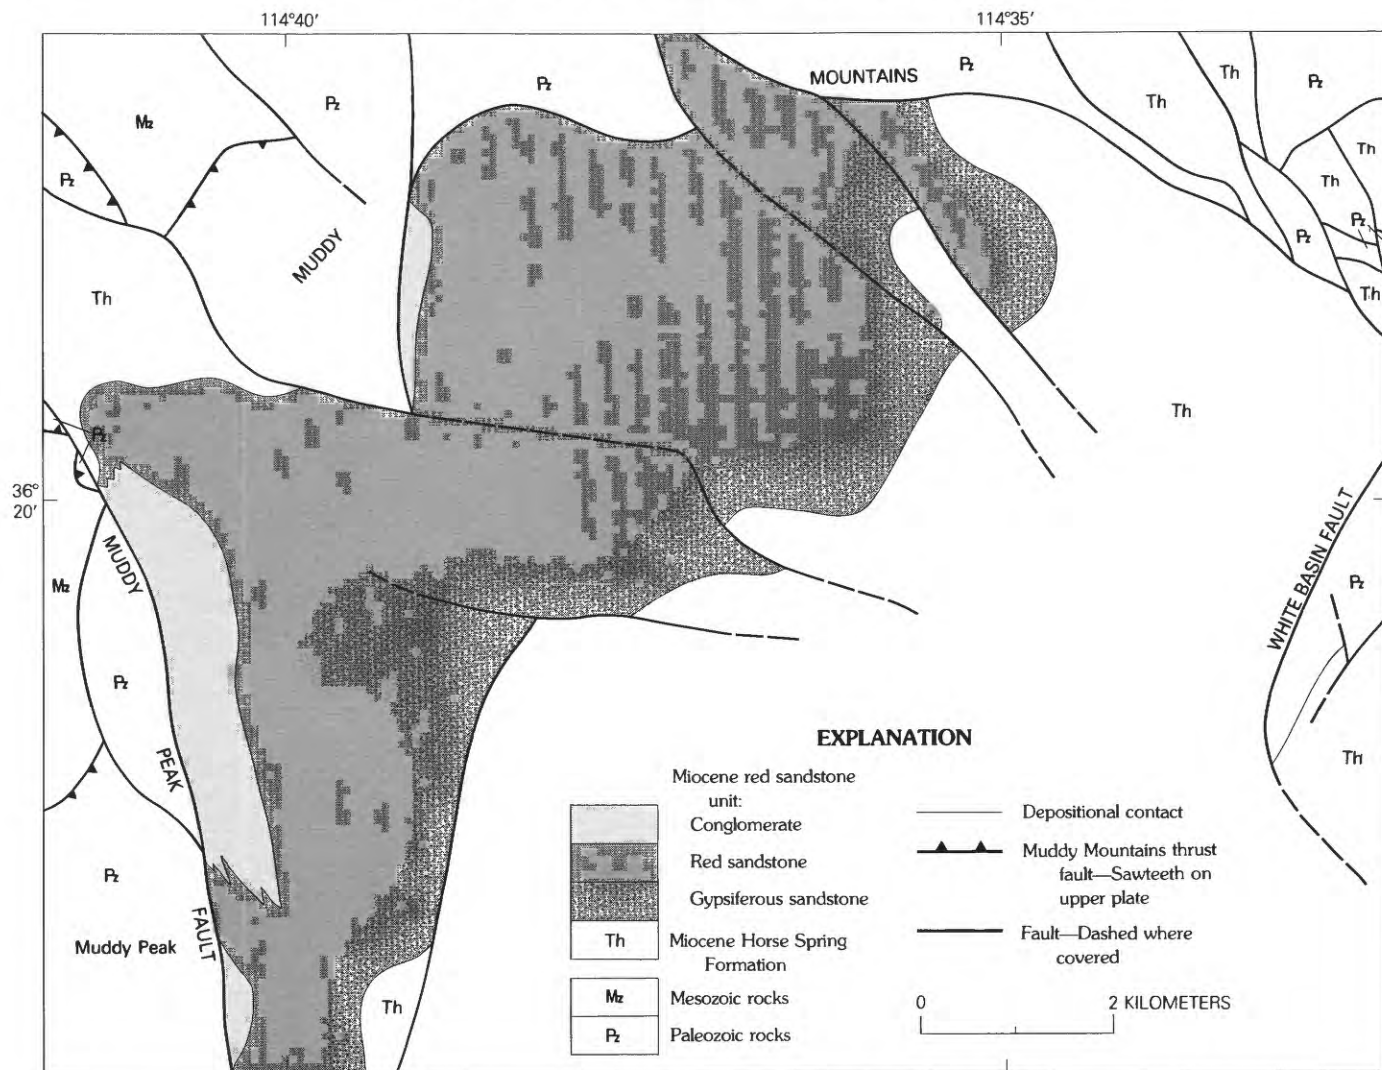 114°40′
114°35′
MOUNTAINS
Pz
Pz
Pz
Pz
Th
Th
Mz
Th
Pz
Th
MUDDY
Pz
Pz
Th
Th
Th
Pz
36°
20′
MUDDY
PEAK
FAULT
Mz
WHITE BASIN FAULT
Pz
Pz
Th
Pz
Muddy Peak
Th
EXPLANATION
Miocene red sandstone
unit:
Conglomerate
Red sandstone
Gypsiferous sandstone
Th
Miocene Horse Spring
Formation
Mz
Mesozoic rocks
Pz
Paleozoic rocks
Depositional contact
Muddy Mountains thrust
fault—Sawteeth on
upper plate
Fault—Dashed where
covered
0
2 KILOMETERS